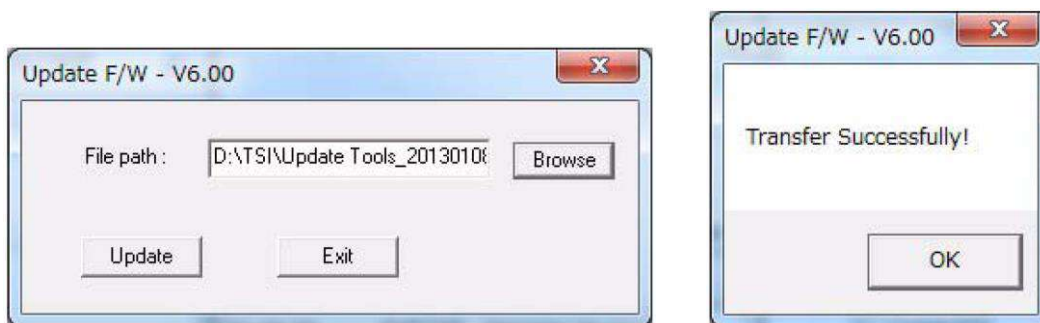 Update F/W - V6.00
File path :
D:\TSI\Update Tools_2013010
Browse
Update
Exit
Update F/W - V6.00
Transfer Successfully!
OK